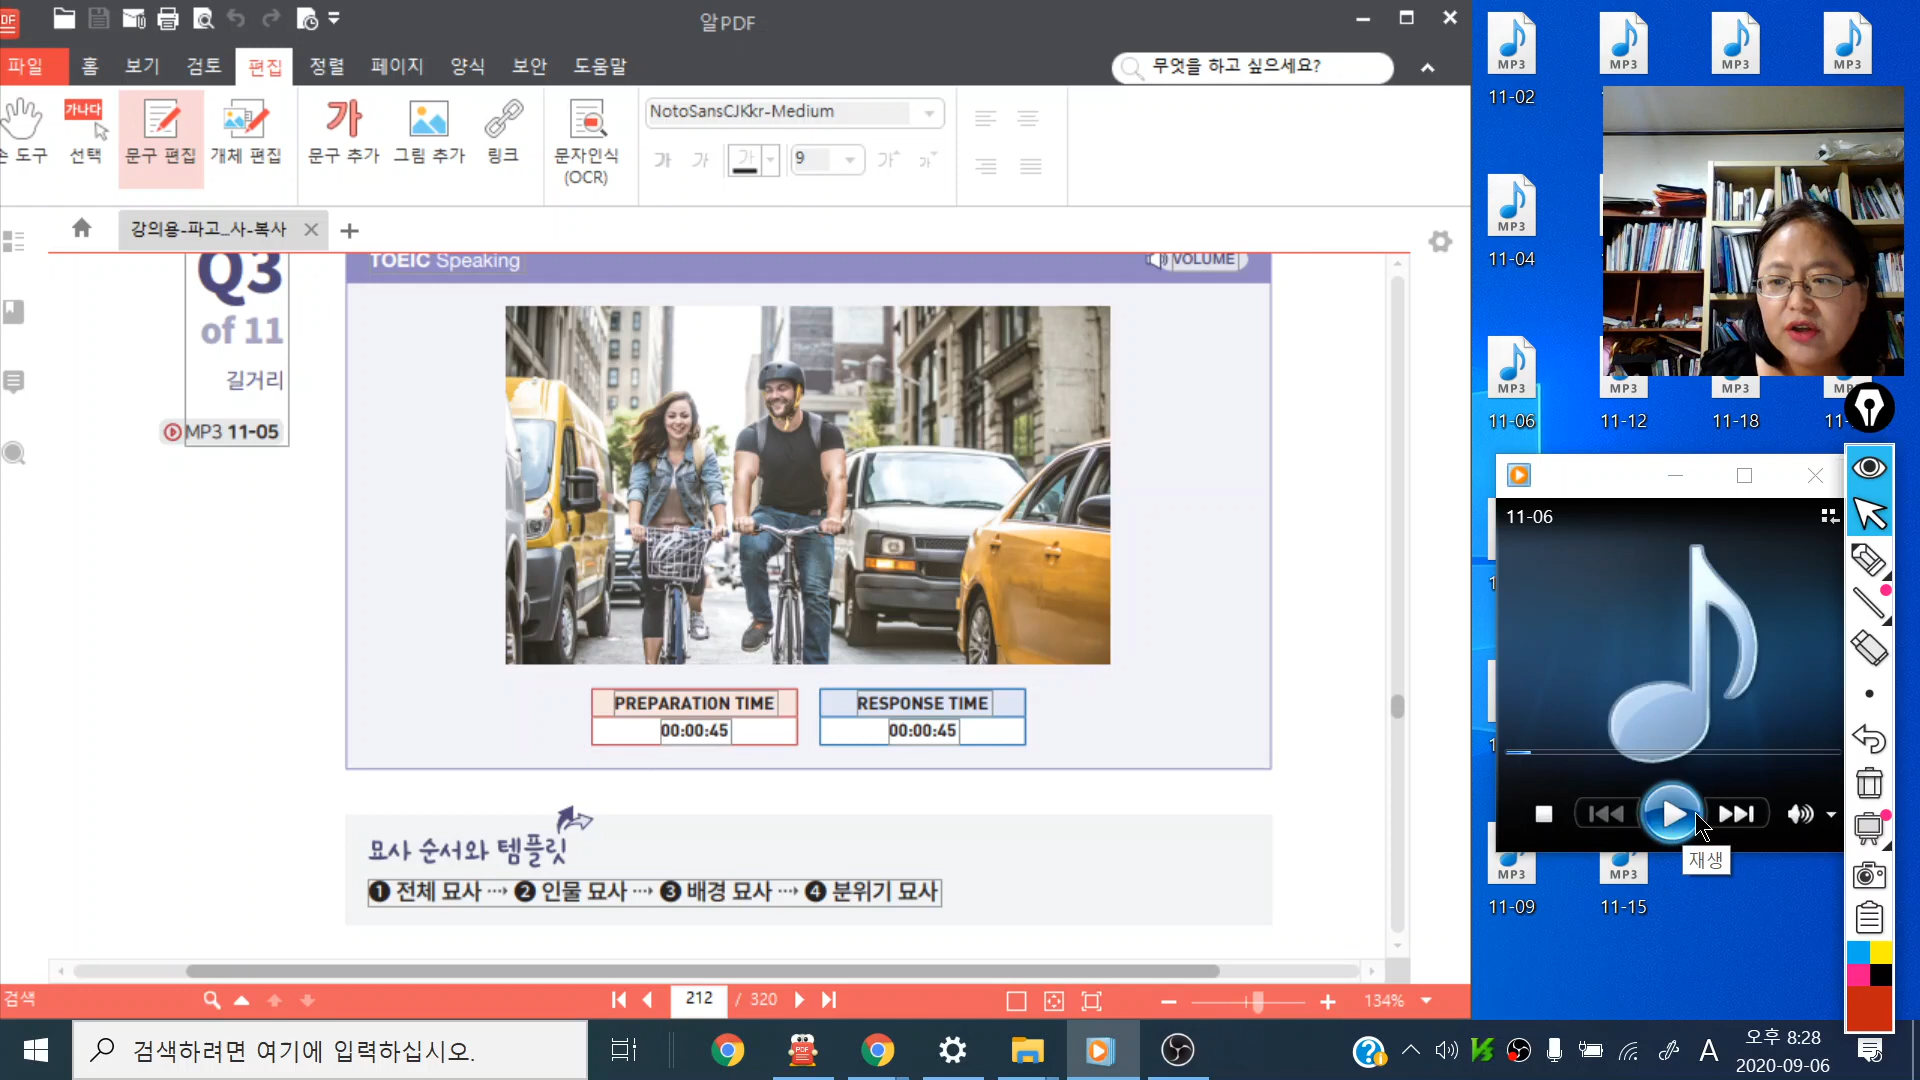 알PDF
파일 홈 보기 검토 편집 정렬 페이지 양식 보안 도움말
무엇을 하고 싶으세요?
손 도구
가나다
선택
문구 편집
개체 편집
문구 추가
그림 추가
링크
문자인식
(OCR)
NotoSansCJKkr-Medium
9
강의용-파고_사-복사
Q3
of 11
길거리
MP3 11-05
TOEIC Speaking
VOLUME
PREPARATION TIME
00:00:45
RESPONSE TIME
00:00:45
묘사 순서와 템플릿
❶ 전체 묘사 ···→ ❷ 인물 묘사 ···→ ❸ 배경 묘사 ···→ ❹ 분위기 묘사
검색
212 / 320
134%
검색하려면 여기에 입력하십시오.
MP3 MP3 MP3 MP3
11-02
MP3
11-04
MP3 MP3 MP3
11-06 11-12 11-18 11-
11-06
재생
MP3 MP3
11-09 11-15
A
오후 8:28
2020-09-06